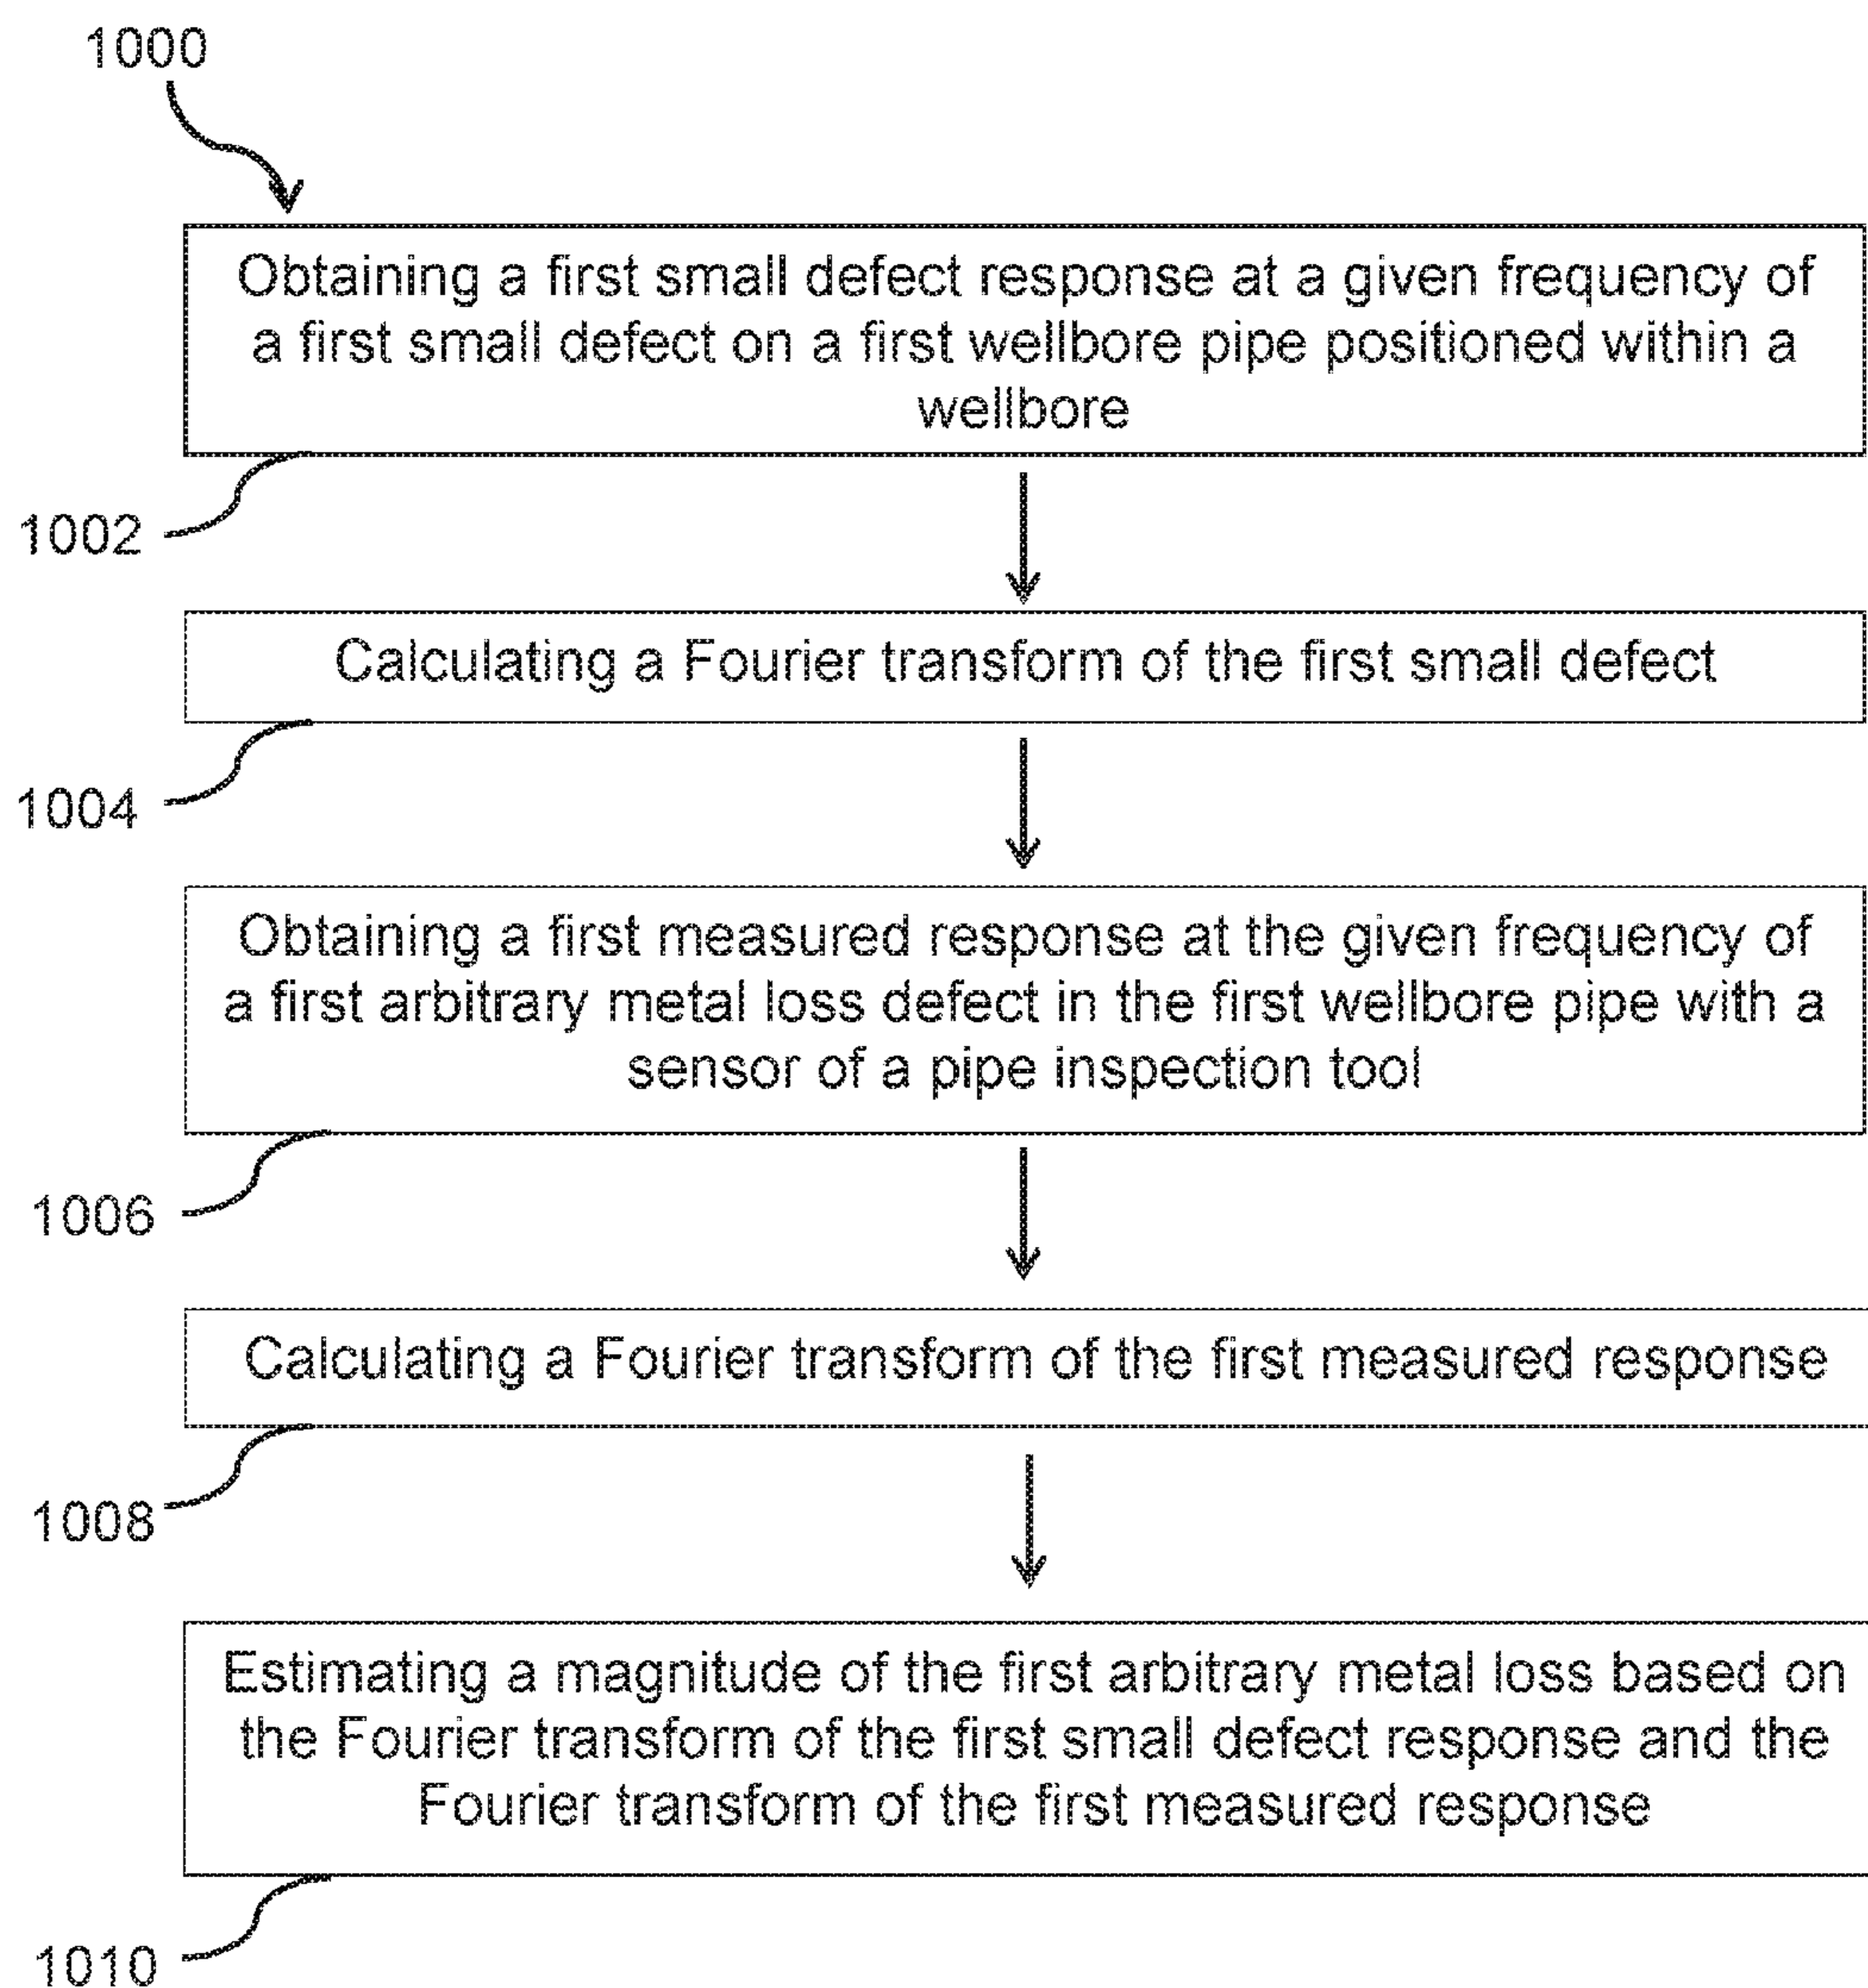 1000
Obtaining a first small defect response at a given frequency of
a first small defect on a first wellbore pipe positioned within a
wellbore
1002
Calculating a Fourier transform of the first small defect
1004
Obtaining a first measured response at the given frequency of
a first arbitrary metal loss defect in the first wellbore pipe with a
sensor of a pipe inspection tool
1006
Calculating a Fourier transform of the first measured response
1008
Estimating a magnitude of the first arbitrary metal loss based on
the Fourier transform of the first small defect response and the
Fourier transform of the first measured response
1010